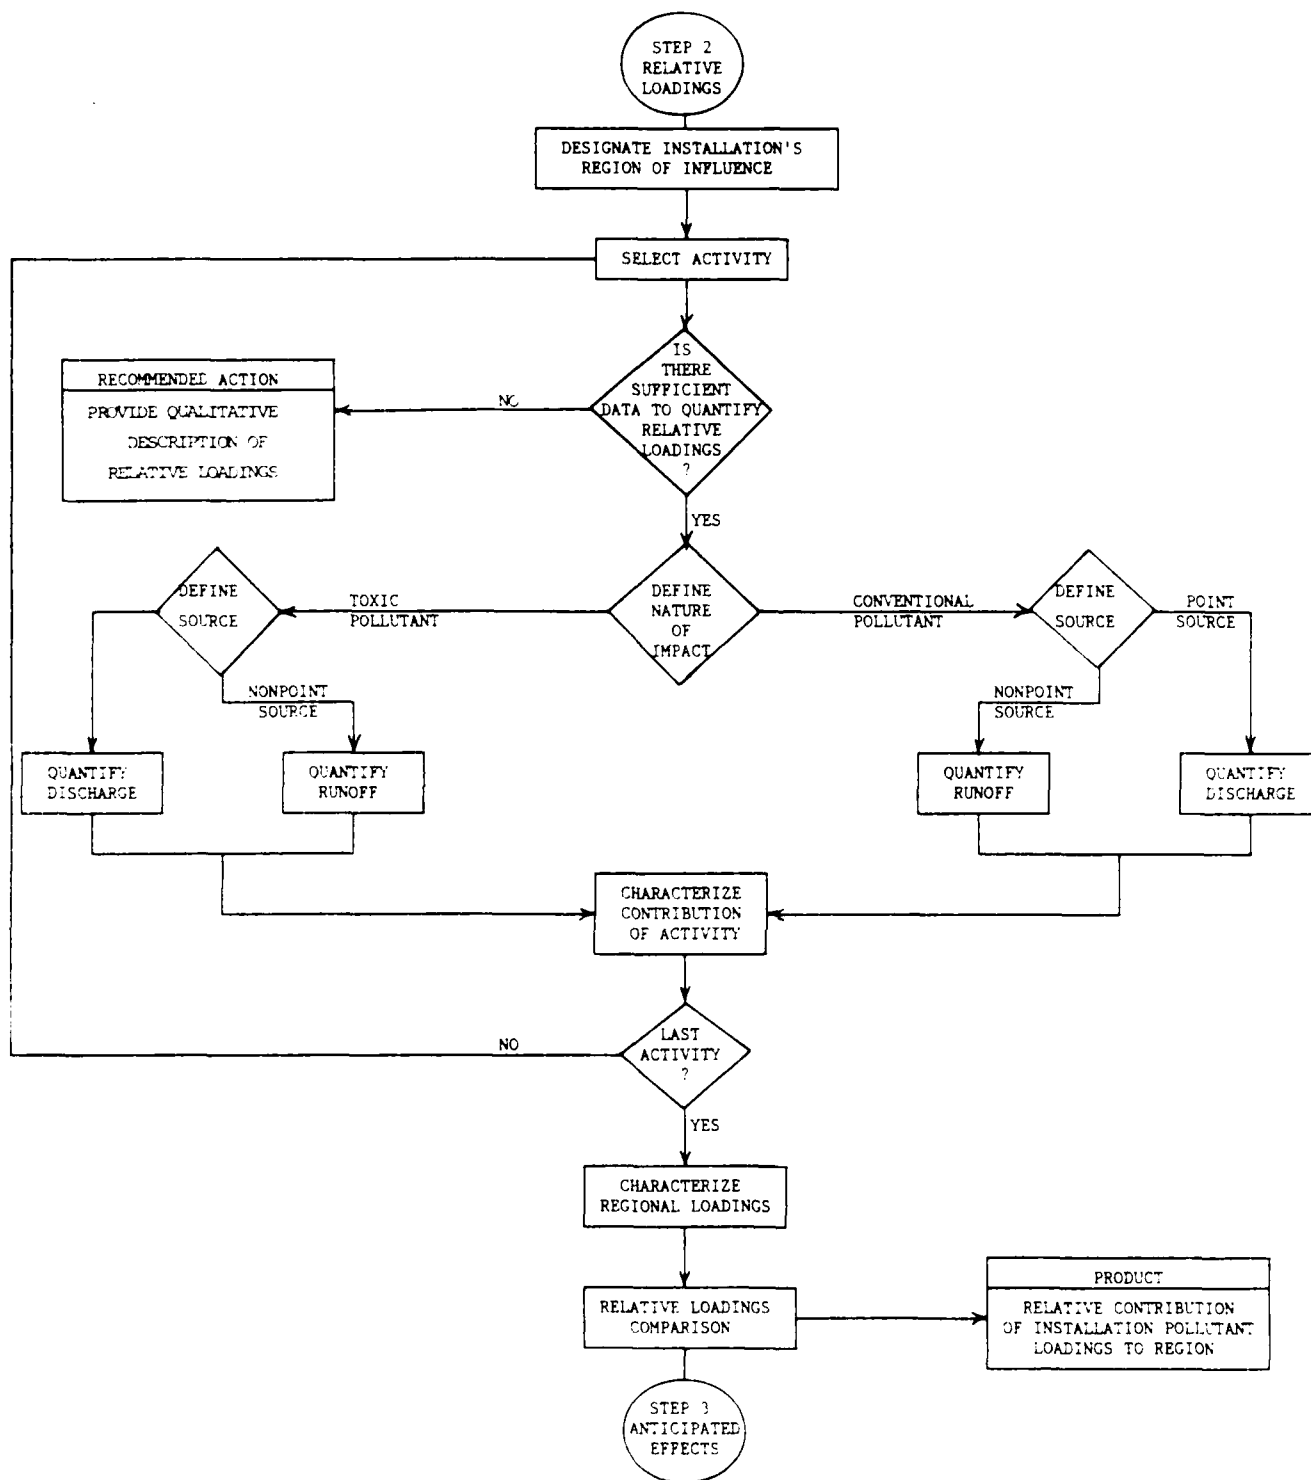 STEP 2
RELATIVE
LOADINGS
DESIGNATE INSTALLATION'S
REGION OF INFLUENCE
SELECT ACTIVITY
IS
THERE
SUFFICIENT
DATA TO QUANTIFY
RELATIVE
LOADINGS
?
NO
RECOMMENDED ACTION
PROVIDE QUALITATIVE
DESCRIPTION OF
RELATIVE LOADINGS
YES
DEFINE
NATURE
OF
IMPACT
TOXIC
POLLUTANT
DEFINE
SOURCE
NONPOINT
SOURCE
QUANTIFY
DISCHARGE
QUANTIFY
RUNOFF
CONVENTIONAL
POLLUTANT
DEFINE
SOURCE
POINT
SOURCE
NONPOINT
SOURCE
QUANTIFY
RUNOFF
QUANTIFY
DISCHARGE
CHARACTERIZE
CONTRIBUTION
OF ACTIVITY
LAST
ACTIVITY
?
NO
YES
CHARACTERIZE
REGIONAL LOADINGS
RELATIVE LOADINGS
COMPARISON
PRODUCT
RELATIVE CONTRIBUTION
OF INSTALLATION POLLUTANT
LOADINGS TO REGION
STEP 3
ANTICIPATED
EFFECTS